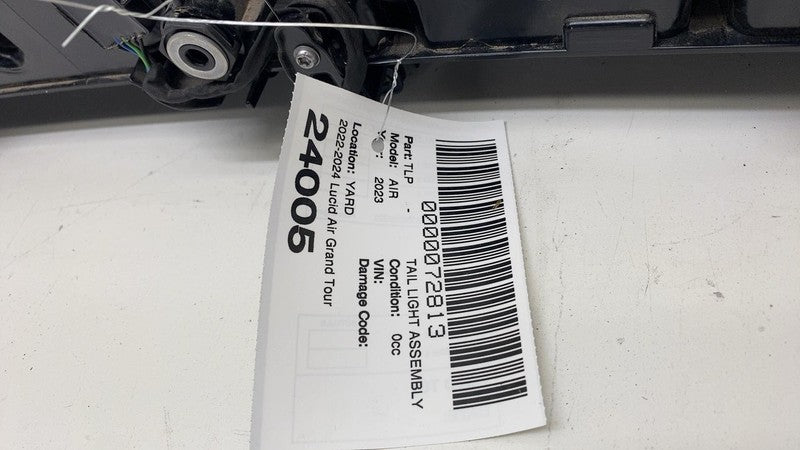 0000072813
Part: TLP - TAIL LIGHT ASSEMBLY
Model: AIR Condition: 0cc
2023 VIN:
Location: YARD Damage Code:
2022-2024 Lucid Air Grand Tour
24005